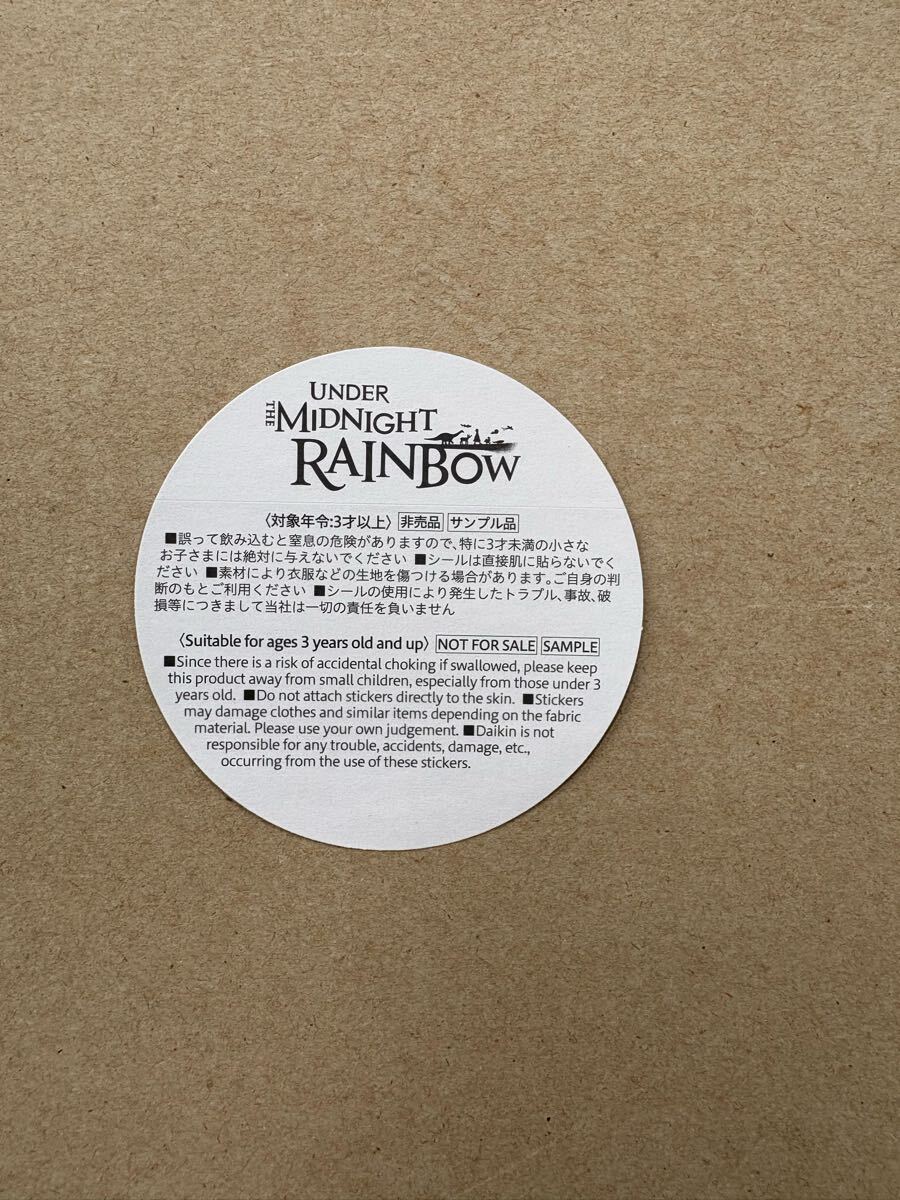 UNDER
THE MIDNIGHT
RAINBOW
〈対象年令:3才以上〉 非売品 サンプル品
■誤って飲み込むと窒息の危険がありますので、特に3才未満の小さな
お子さまには絶対に与えないでください ■シールは直接肌に貼らないでく
ださい ■素材により衣服などの生地を傷つける場合があります。ご自身の判
断のもとご利用ください ■シールの使用により発生したトラブル、事故、破
損等につきまして当社は一切の責任を負いません
〈Suitable for ages 3 years old and up〉 NOT FOR SALE SAMPLE
■Since there is a risk of accidental choking if swallowed, please keep
this product away from small children, especially from those under 3
years old. ■Do not attach stickers directly to the skin. ■Stickers
may damage clothes and similar items depending on the fabric
material. Please use your own judgement. ■Daikin is not
responsible for any trouble, accidents, damage, etc.,
occurring from the use of these stickers.